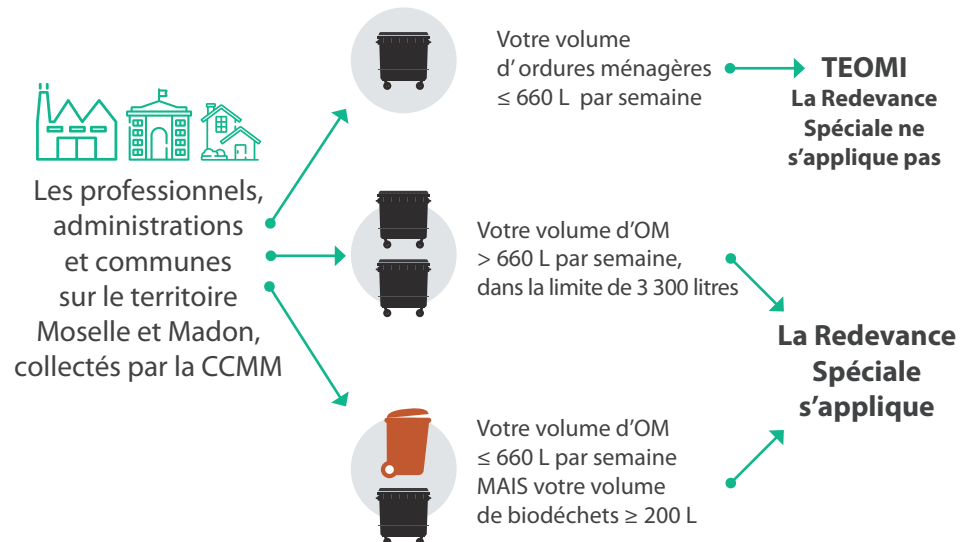 Les professionnels,
administrations
et communes
sur le territoire
Moselle et Madon,
collectés par la CCMM
Votre volume
d'ordures ménagères
≤ 660 L par semaine
TEOMI
La Redevance
Spéciale ne
s'applique pas
Votre volume d'OM
> 660 L par semaine,
dans la limite de 3 300 litres
Votre volume d'OM
≤ 660 L par semaine
MAIS votre volume
de biodéchets ≥ 200 L
La Redevance
Spéciale
s'applique